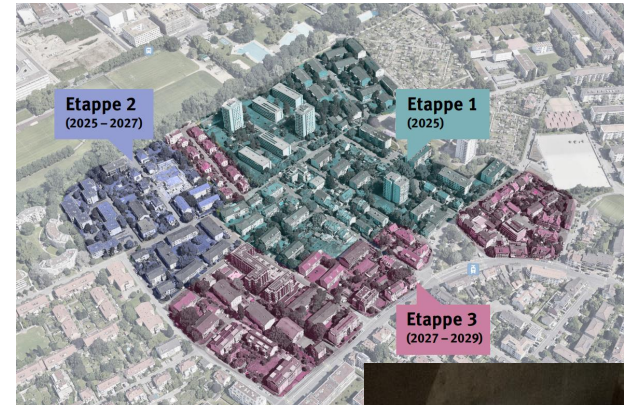 Etappe 2
(2025 – 2027)
Etappe 1
(2025)
Etappe 3
(2027 – 2029)